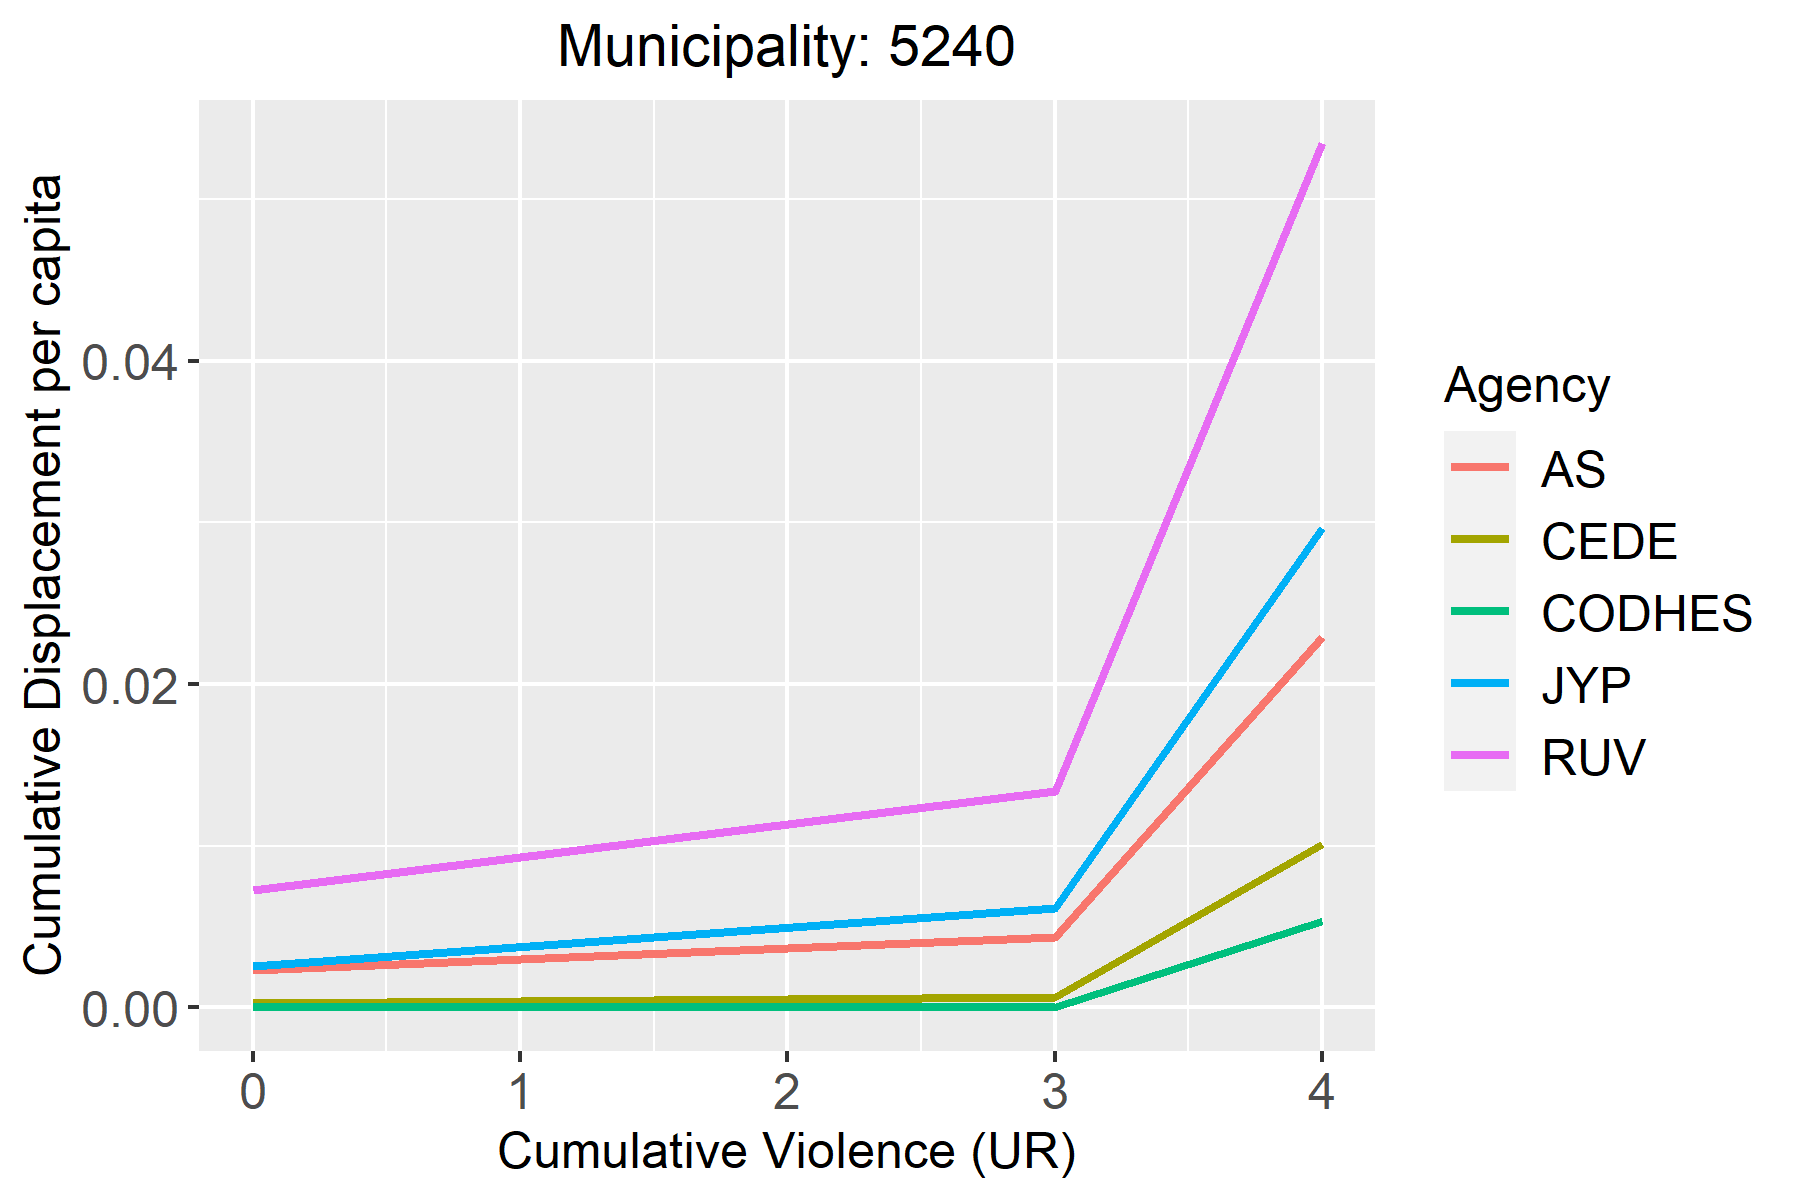 Municipality: 5240
Cumulative Displacement per capita
0.04
0.02
0.00
0 1 2 3 4
Cumulative Violence (UR)
Agency
AS
CEDE
CODHES
JYP
RUV